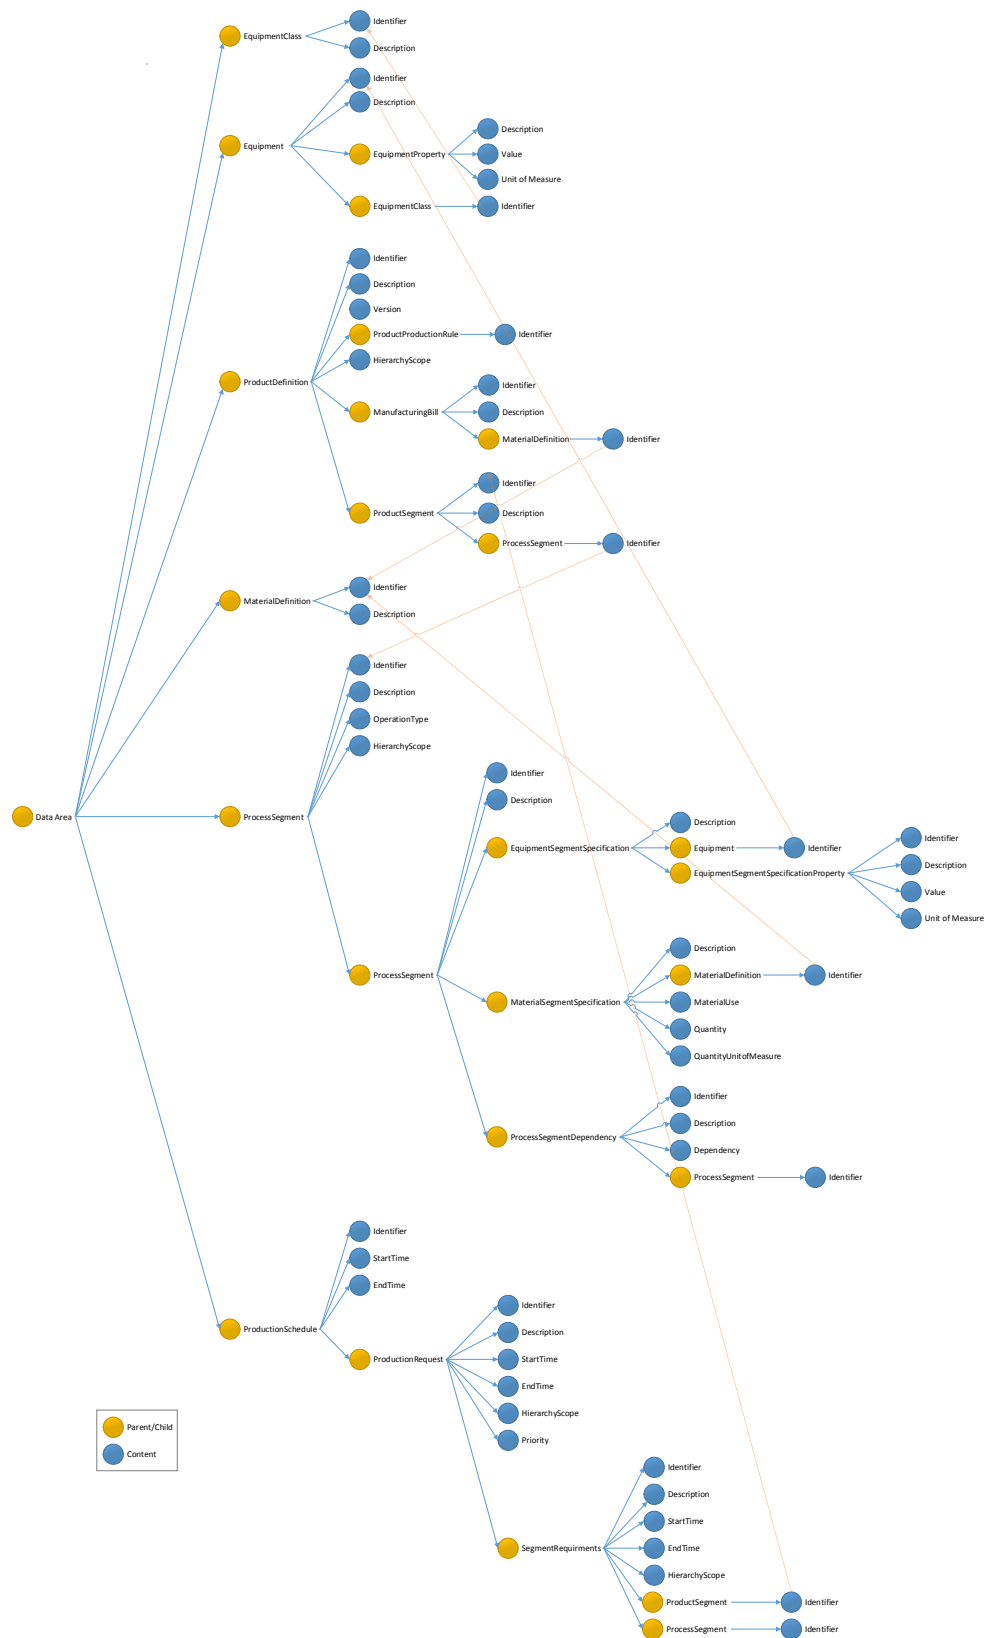 Identifier
EquipmentClass
Description
Identifier
Description
Equipment
EquipmentProperty
Description
Value
Unit of Measure
EquipmentClass
Identifier
Identifier
Description
Version
ProductProductionRule
Identifier
HierarchyScope
ProductDefinition
ManufacturingBill
Identifier
Description
MaterialDefinition
Identifier
ProductSegment
Identifier
Description
ProcessSegment
Identifier
MaterialDefinition
Identifier
Description
Identifier
Description
OperationType
HierarchyScope
Data Area
ProcessSegment
Identifier
Description
EquipmentSegmentSpecification
Description
Equipment
Identifier
EquipmentSegmentSpecificationProperty
Identifier
Description
Value
Unit of Measure
ProcessSegment
MaterialSegmentSpecification
Description
MaterialDefinition
Identifier
MaterialUse
Quantity
QuantityUnitofMeasure
ProcessSegmentDependency
Identifier
Description
Dependency
ProcessSegment
Identifier
Identifier
StartTime
EndTime
ProductionSchedule
ProductionRequest
Identifier
Description
StartTime
EndTime
HierarchyScope
Priority
Parent/Child
Content
SegmentRequirments
Identifier
Description
StartTime
EndTime
HierarchyScope
ProductSegment
Identifier
ProcessSegment
Identifier